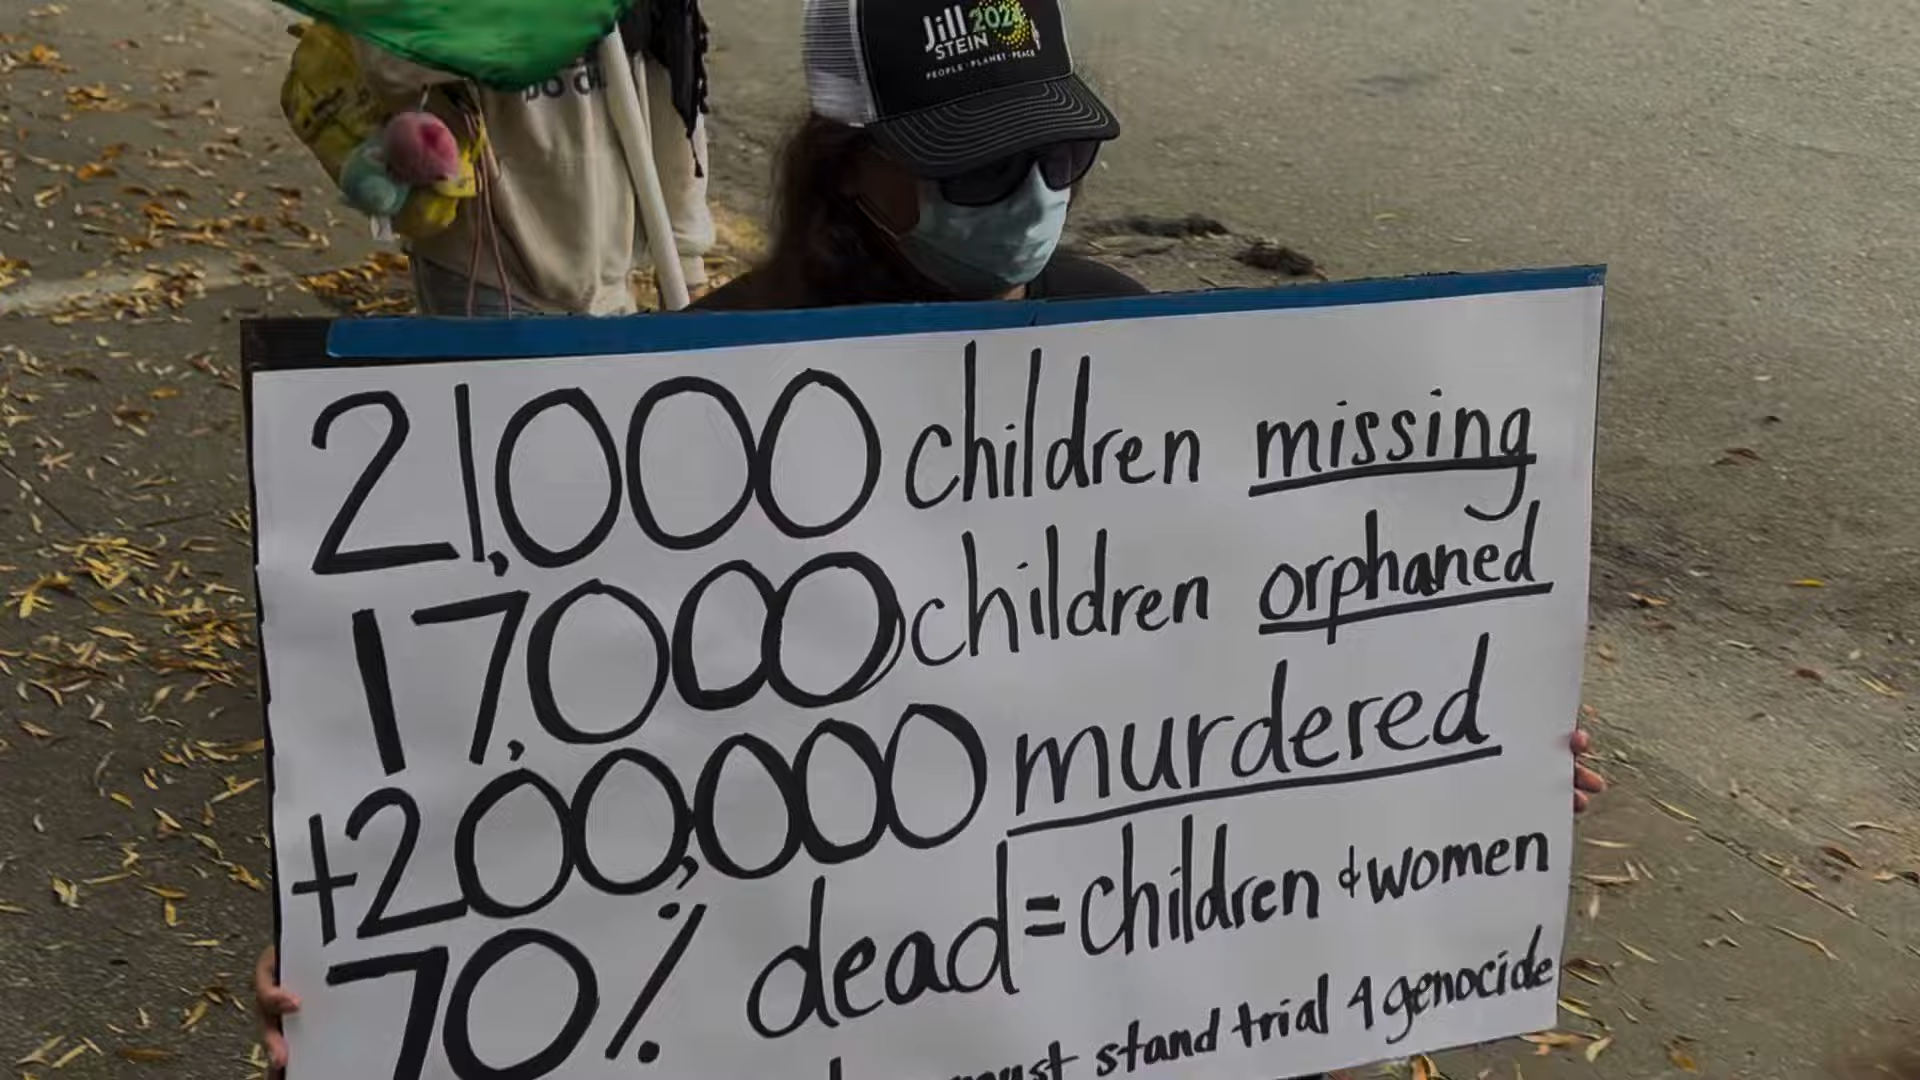 Jill 2024
STEIN
PEOPLE · PLANET · PEACE
21,000 children missing
17,000 children orphaned
+200,000 murdered
70% dead = children & women
must stand trial 4 genocide